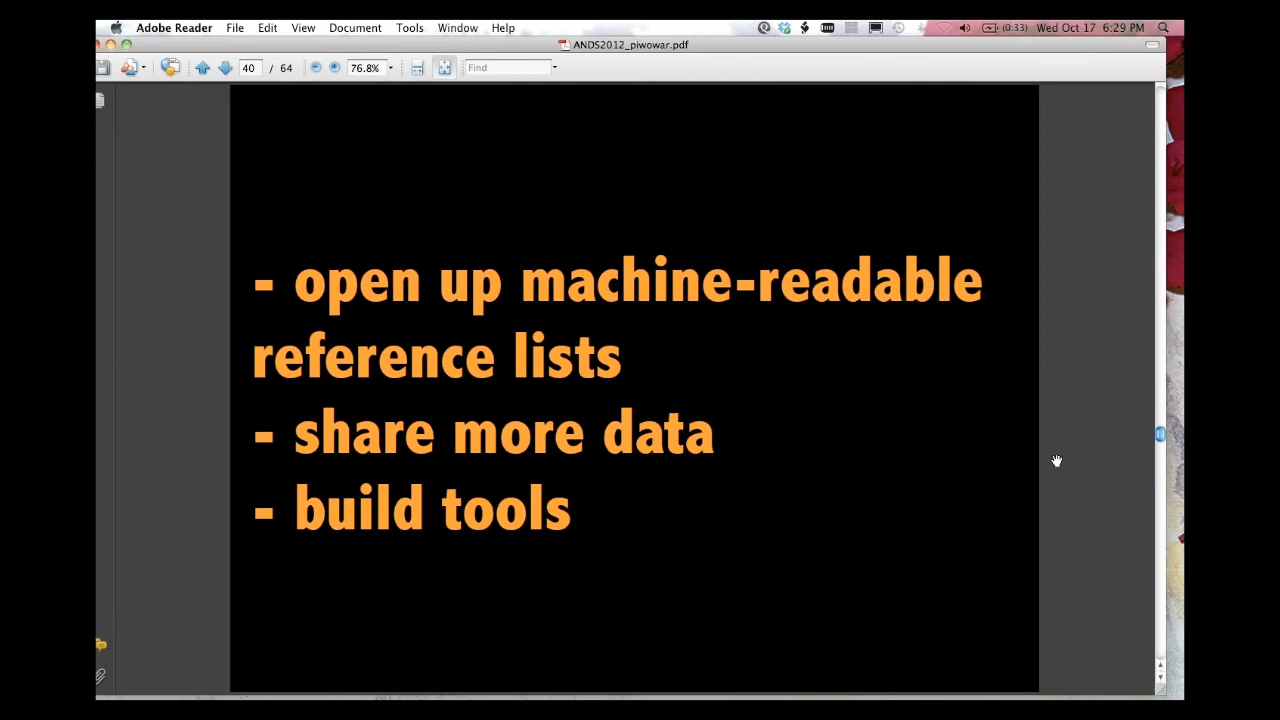 Adobe Reader File Edit View Document Tools Window Help (0:33) Wed Oct 17 6:29 PM
ANDS2012_piwowar.pdf
40 / 64 76.8% Find
- open up machine-readable
reference lists
- share more data
- build tools